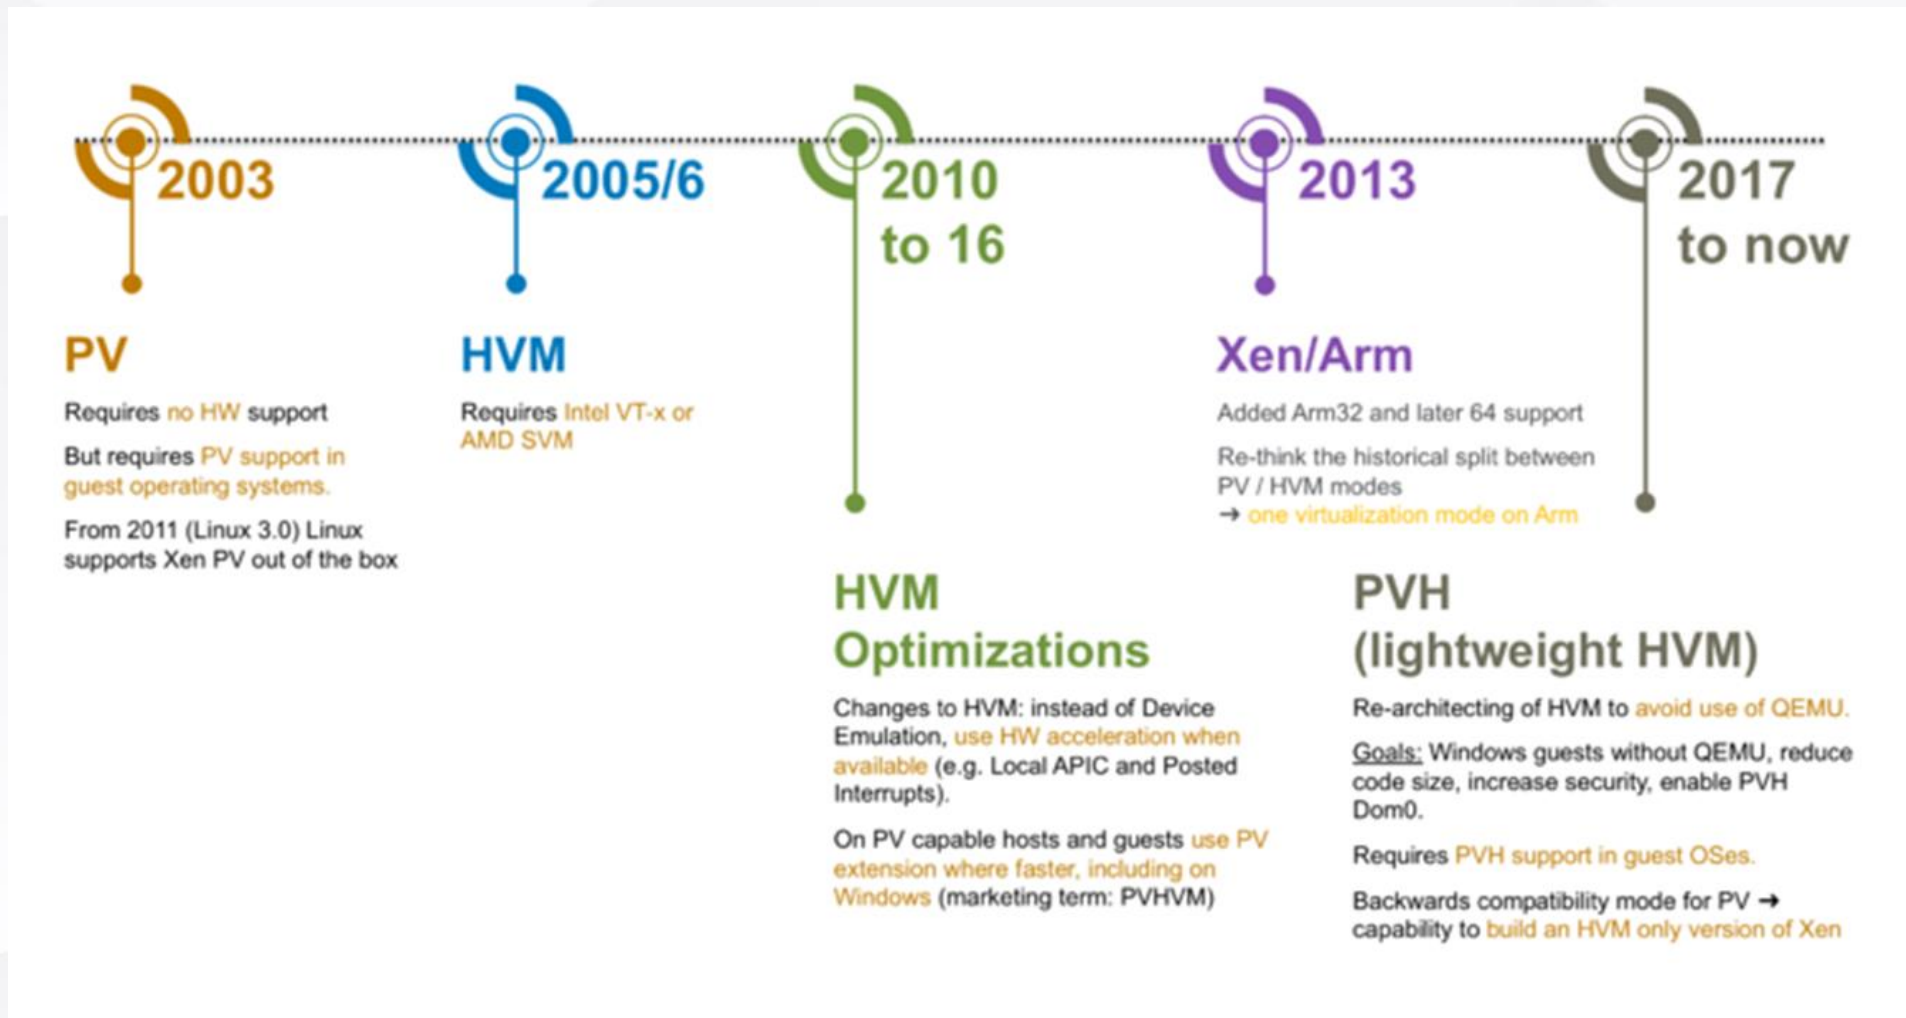 2003
PV
Requires no HW support
But requires PV support in
guest operating systems.
From 2011 (Linux 3.0) Linux
supports Xen PV out of the box
2005/6
HVM
Requires Intel VT-x or
AMD SVM
2010
to 16
HVM
Optimizations
Changes to HVM: instead of Device
Emulation, use HW acceleration when
available (e.g. Local APIC and Posted
Interrupts).
On PV capable hosts and guests use PV
extension where faster, including on
Windows (marketing term: PVHVM)
2013
Xen/Arm
Added Arm32 and later 64 support
Re-think the historical split between
PV / HVM modes
→ one virtualization mode on Arm
2017
to now
PVH
(lightweight HVM)
Re-architecting of HVM to avoid use of QEMU.
Goals: Windows guests without QEMU, reduce
code size, increase security, enable PVH
Dom0.
Requires PVH support in guest OSes.
Backwards compatibility mode for PV →
capability to build an HVM only version of Xen